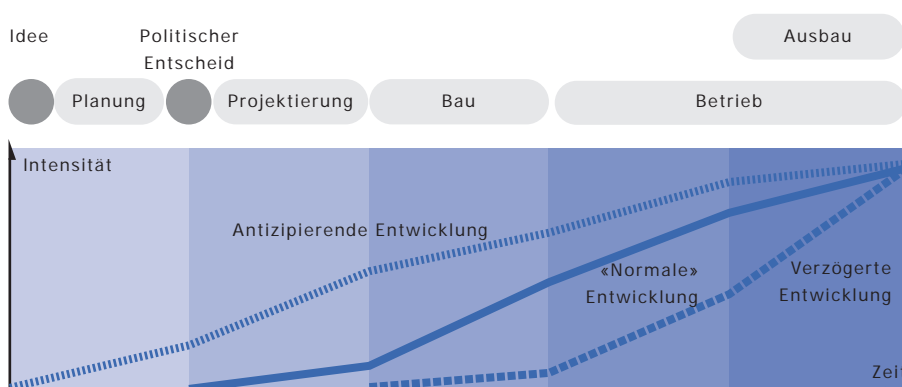 Idee
Politischer
Entscheid
Ausbau
Planung
Projektierung
Bau
Betrieb
Intensität
Antizipierende Entwicklung
«Normale»
Entwicklung
Verzögerte
Entwicklung
Zeit